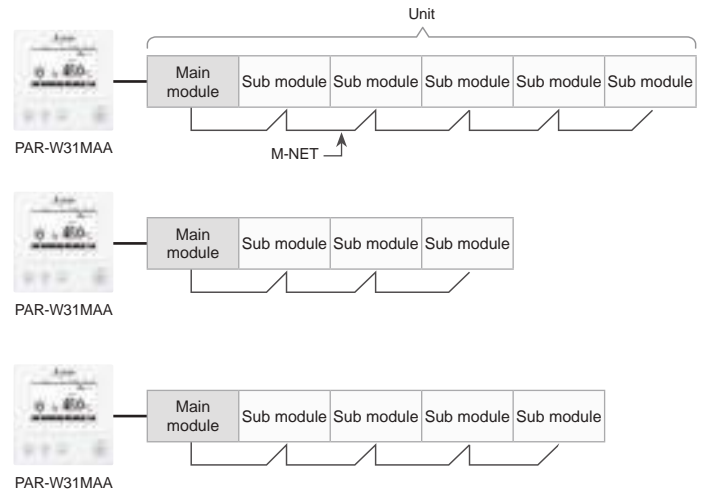 Unit
Main
module
Sub module Sub module Sub module Sub module Sub module
PAR-W31MAA
M-NET
Main
module
Sub module Sub module Sub module
PAR-W31MAA
Main
module
Sub module Sub module Sub module Sub module
PAR-W31MAA